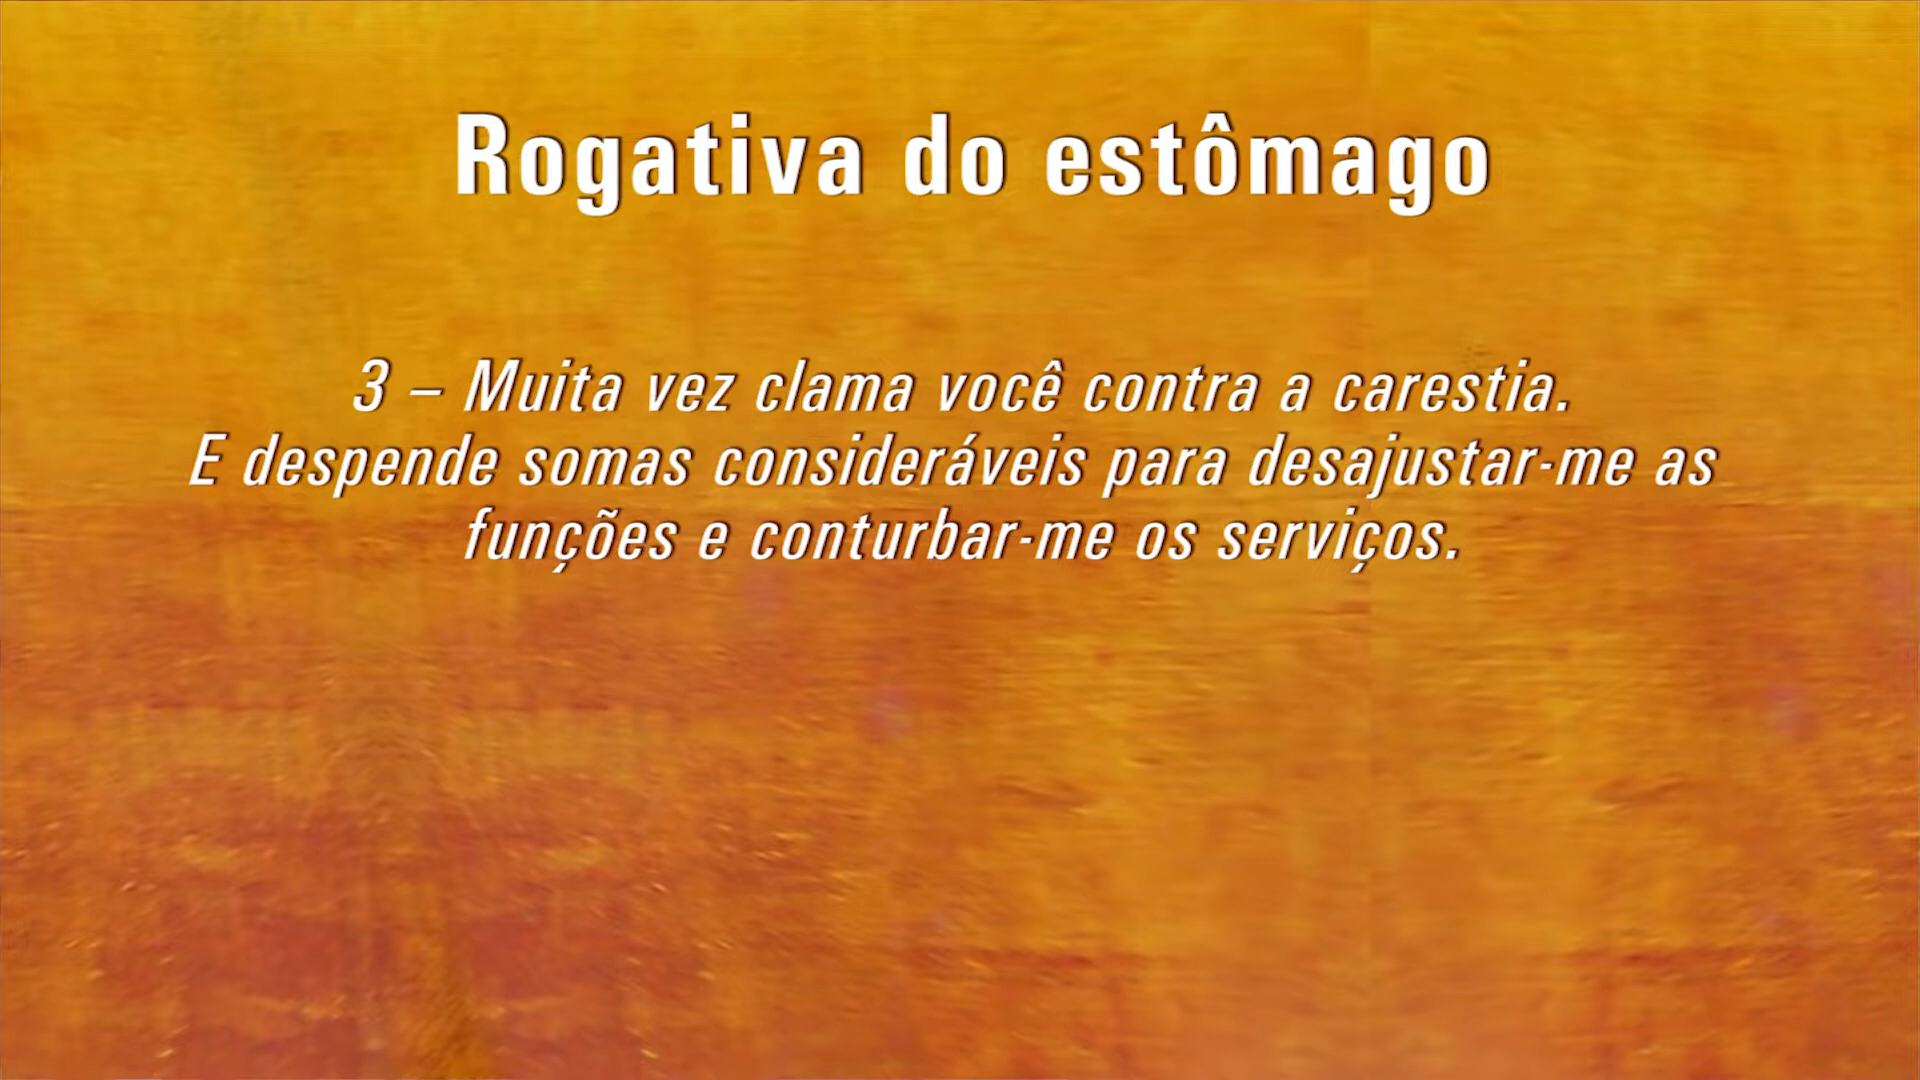 Rogativa do estômago
3 – Muita vez clama você contra a carestia.
E despende somas consideráveis para desajustar-me as
funções e conturbar-me os serviços.